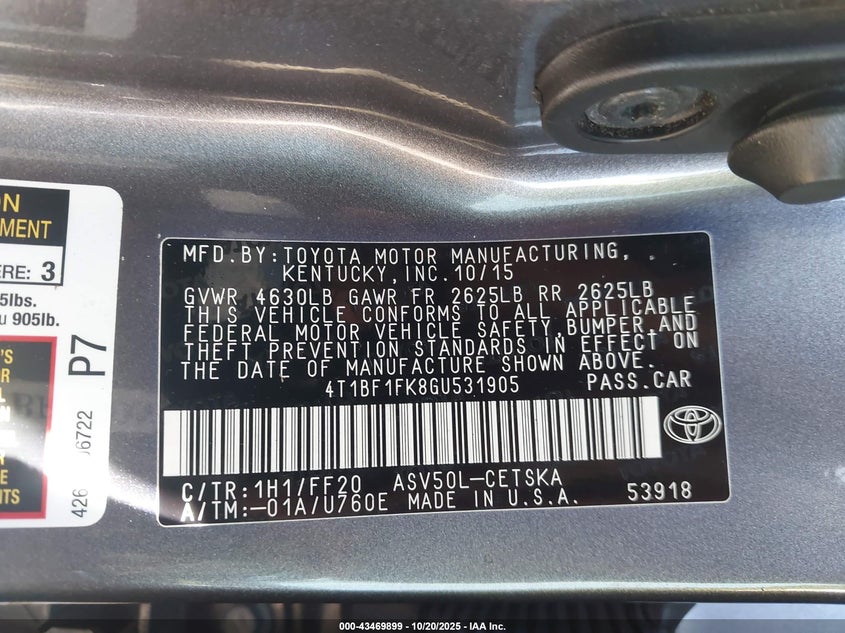 ON
MENT
ERE: 3
5lbs.
905lb.
'S
P7
426
06722
MFD.BY:TOYOTA MOTOR MANUFACTURING,
KENTUCKY,INC.10/15
GVWR 4630LB GAWR FR 2625LB RR 2625LB
THIS VEHICLE CONFORMS TO ALL APPLICABLE
FEDERAL MOTOR VEHICLE SAFETY,BUMPER,AND
THEFT PREVENTION STANDARDS IN EFFECT ON
THE DATE OF MANUFACTURE SHOWN ABOVE.
4T1BF1FK8GU531905 PASS.CAR
C/TR:1H1/FF20 ASV50L-CETSKA
A/TM:-01A/U760E MADE IN U.S.A. 53918
000-43469899 | 10/20/2025 - IAA Inc.